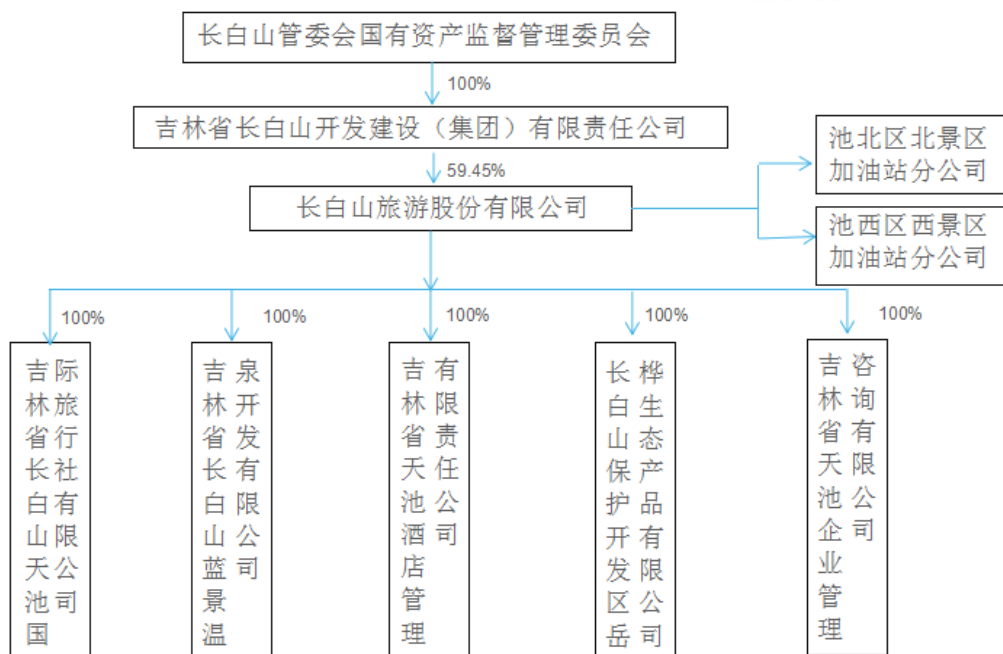 长白山管委会国有资产监督管理委员会
100%
吉林省长白山开发建设（集团）有限责任公司
59.45%
长白山旅游股份有限公司
池北区北景区
加油站分公司
池西区西景区
加油站分公司
100%
100%
100%
100%
100%
吉林省长白山天池国
际旅行社有限公司
吉林省长白山蓝景温
泉开发有限公司
吉林省天池酒店管理
有限责任公司
长白山保护开发区岳
桦生态产品有限公司
吉林省天池企业管理
咨询有限公司